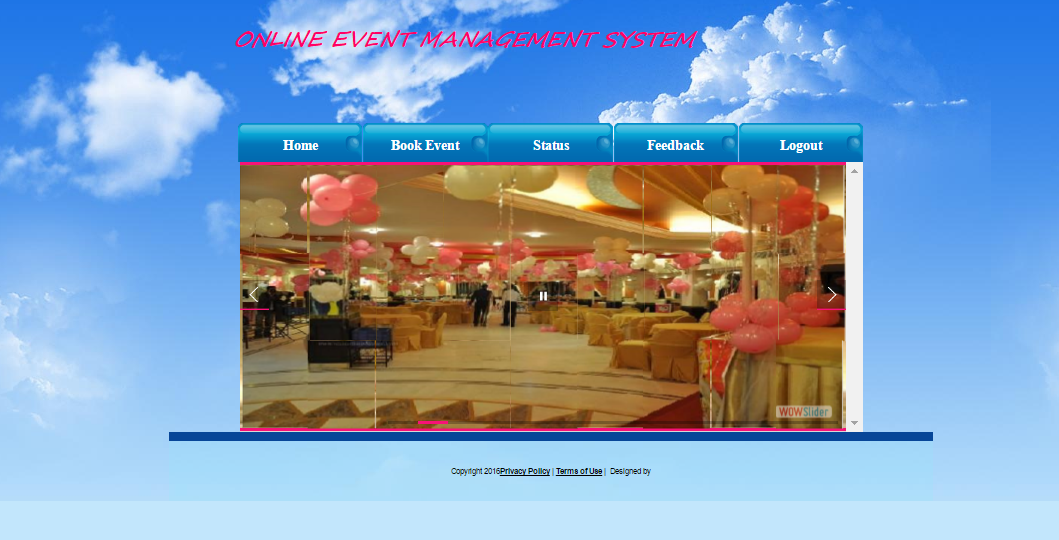 ONLINE EVENT MANAGEMENT SYSTEM
Home Book Event Status Feedback Logout
WOWSlider
Copyright 2016Privacy Policy | Terms of Use | Designed by